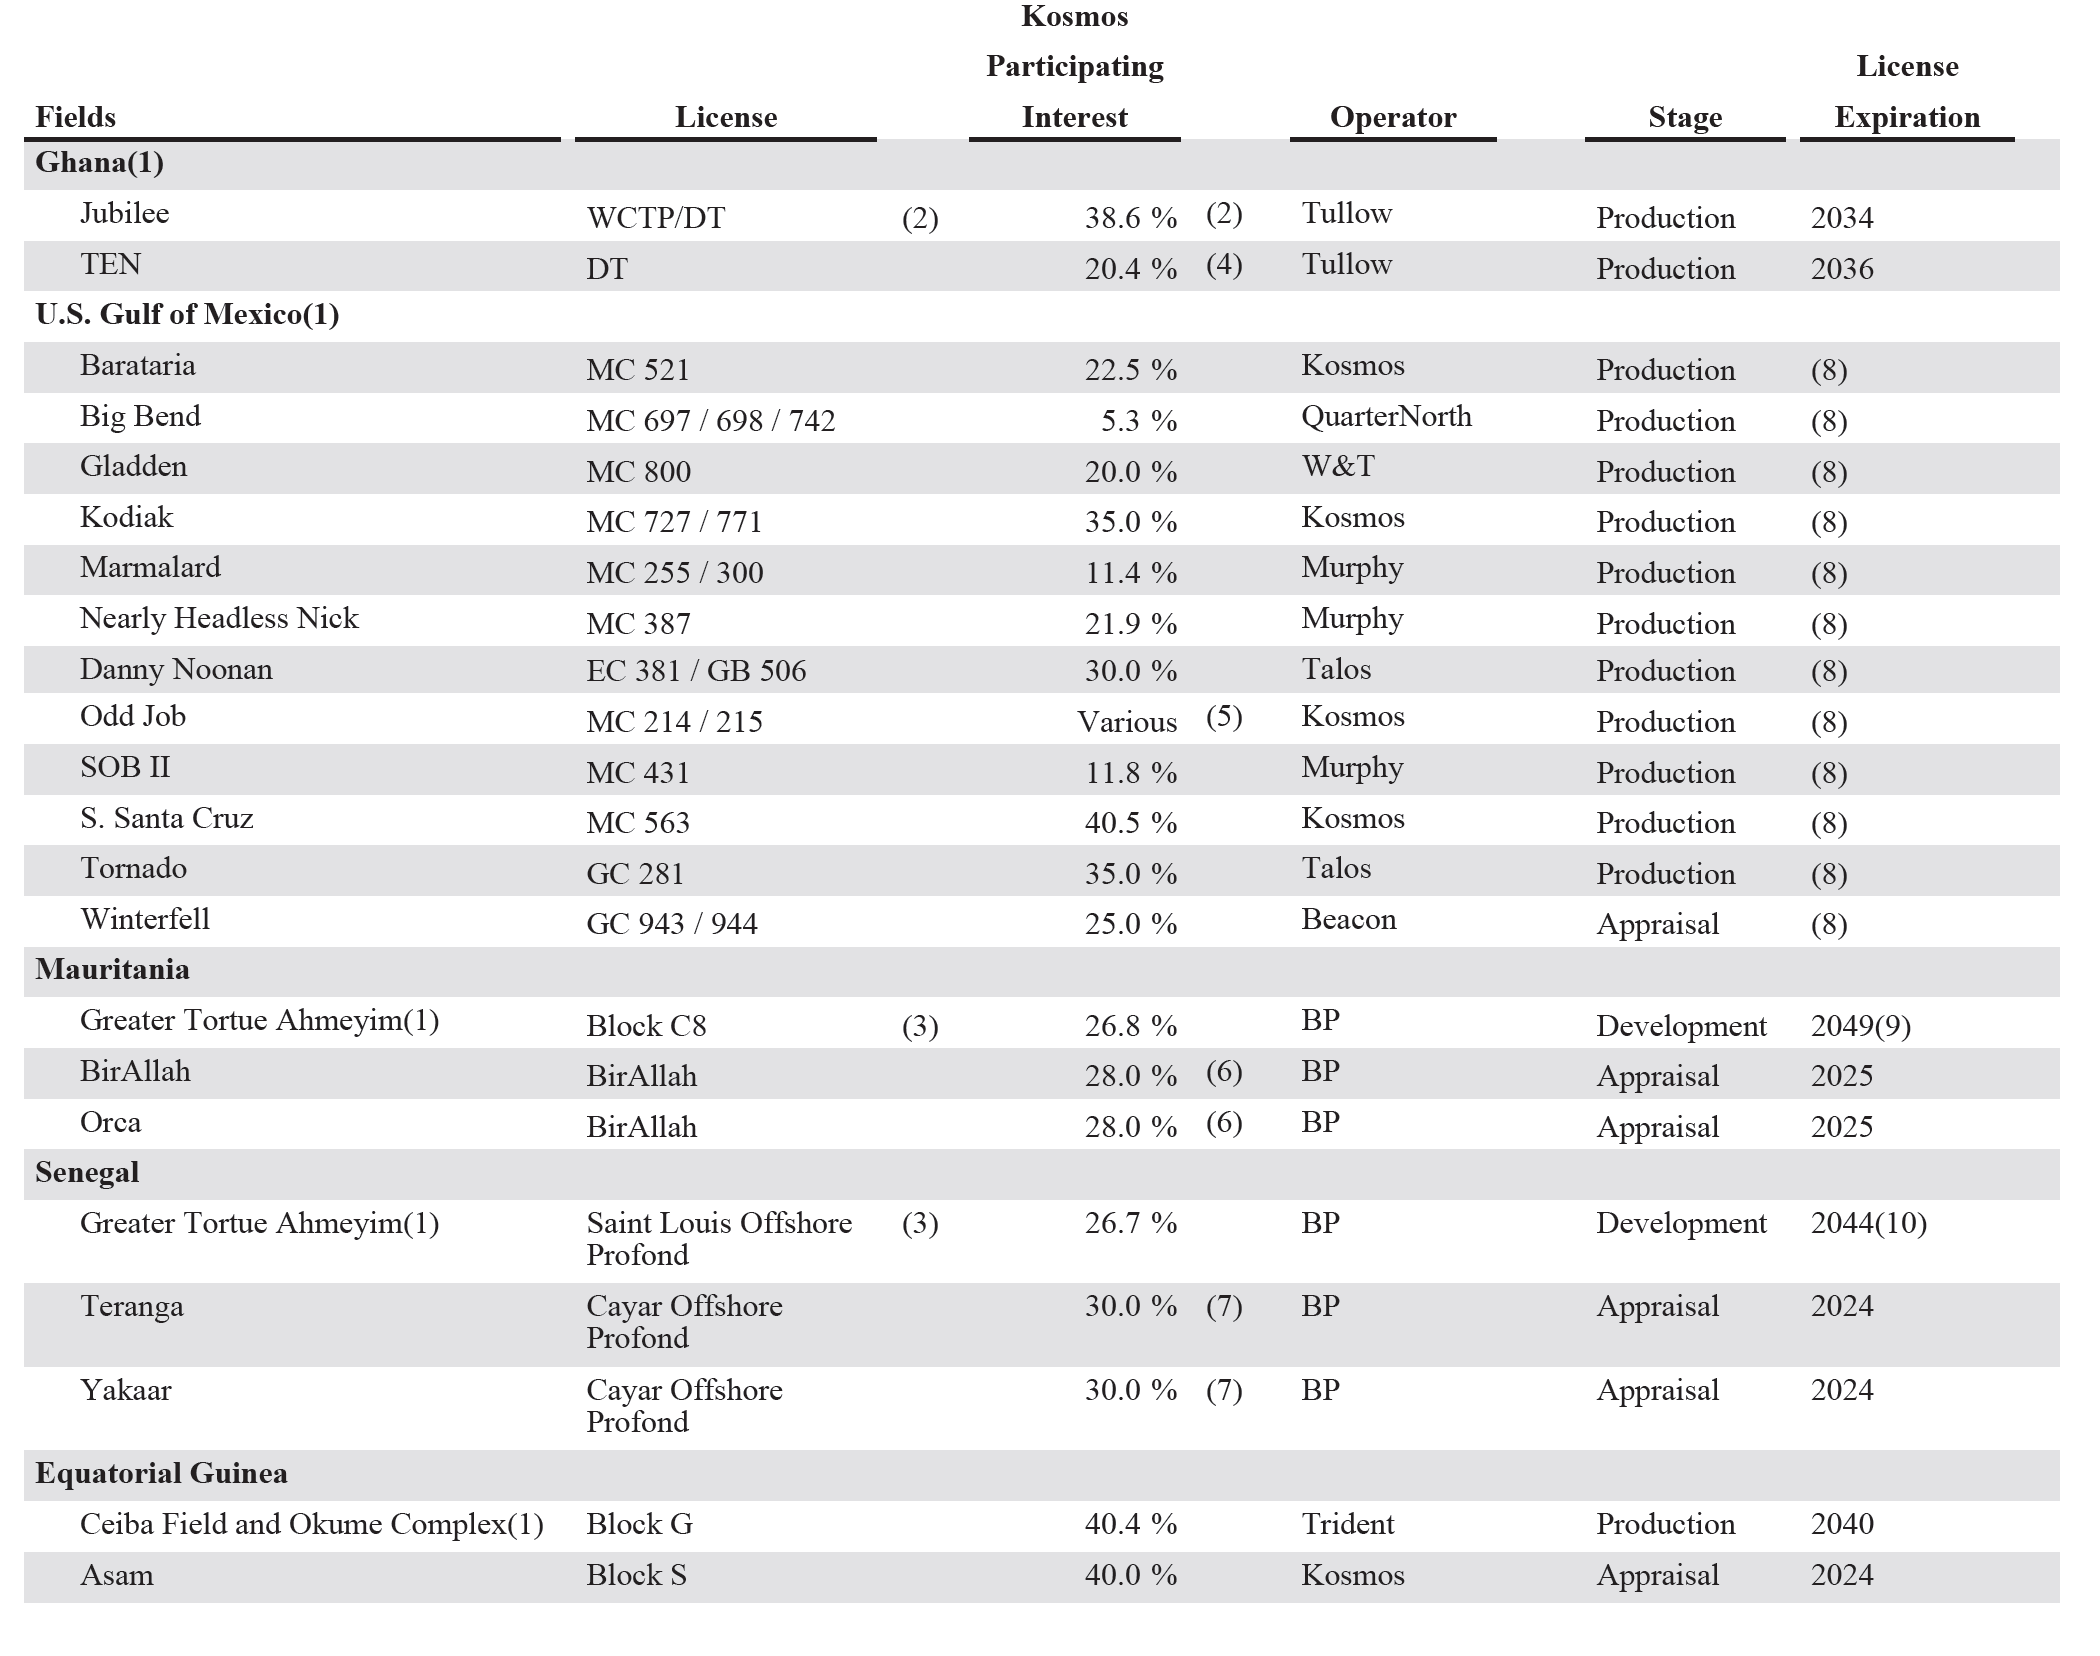 Kosmos
Participating License
Fields License Interest Operator Stage Expiration
Ghana(1)
Jubilee WCTP/DT (2) 38.6 % (2) Tullow Production 2034
TEN DT 20.4 % (4) Tullow Production 2036
U.S. Gulf of Mexico(1)
Barataria MC 521 22.5 % Kosmos Production (8)
Big Bend MC 697 / 698 / 742 5.3 % QuarterNorth Production (8)
Gladden MC 800 20.0 % W&T Production (8)
Kodiak MC 727 / 771 35.0 % Kosmos Production (8)
Marmalard MC 255 / 300 11.4 % Murphy Production (8)
Nearly Headless Nick MC 387 21.9 % Murphy Production (8)
Danny Noonan EC 381 / GB 506 30.0 % Talos Production (8)
Odd Job MC 214 / 215 Various (5) Kosmos Production (8)
SOB II MC 431 11.8 % Murphy Production (8)
S. Santa Cruz MC 563 40.5 % Kosmos Production (8)
Tornado GC 281 35.0 % Talos Production (8)
Winterfell GC 943 / 944 25.0 % Beacon Appraisal (8)
Mauritania
Greater Tortue Ahmeyim(1) Block C8 (3) 26.8 % BP Development 2049(9)
BirAllah BirAllah 28.0 % (6) BP Appraisal 2025
Orca BirAllah 28.0 % (6) BP Appraisal 2025
Senegal
Greater Tortue Ahmeyim(1) Saint Louis Offshore (3) 26.7 % BP Development 2044(10)
Profond
Teranga Cayar Offshore 30.0 % (7) BP Appraisal 2024
Profond
Yakaar Cayar Offshore 30.0 % (7) BP Appraisal 2024
Profond
Equatorial Guinea
Ceiba Field and Okume Complex(1) Block G 40.4 % Trident Production 2040
Asam Block S 40.0 % Kosmos Appraisal 2024